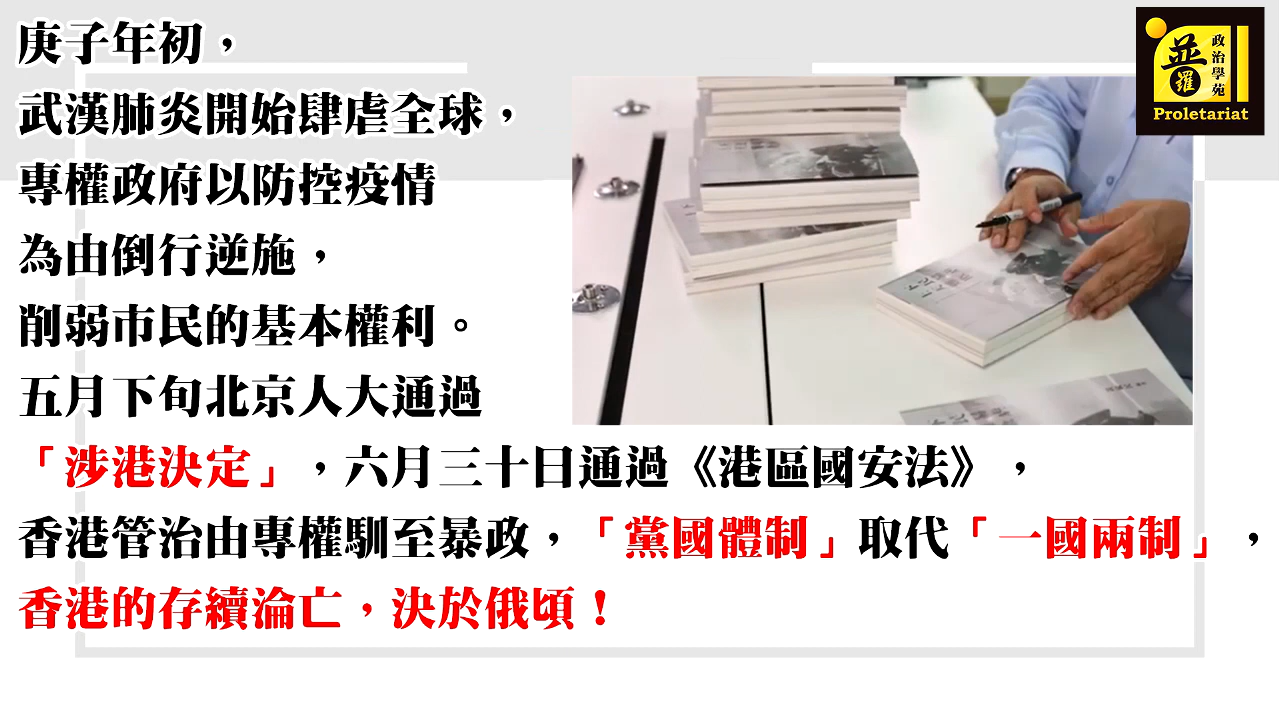 庚子年初，
武漢肺炎開始肆虐全球，
專權政府以防控疫情
為由倒行逆施，
削弱市民的基本權利。
五月下旬北京人大通過
「涉港決定」，六月三十日通過《港區國安法》，
香港管治由專權馴至暴政，「黨國體制」取代「一國兩制」，
香港的存續淪亡，決於俄頃！
普羅
政治學苑
Proletariat